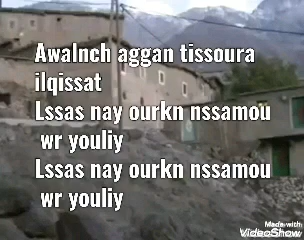 Awalnch aggan tissoura
ilqissat
Lssas nay ourkn nssamou
wr youliy
Lssas nay ourkn nssamou
wr youliy
Made with
VideoShow